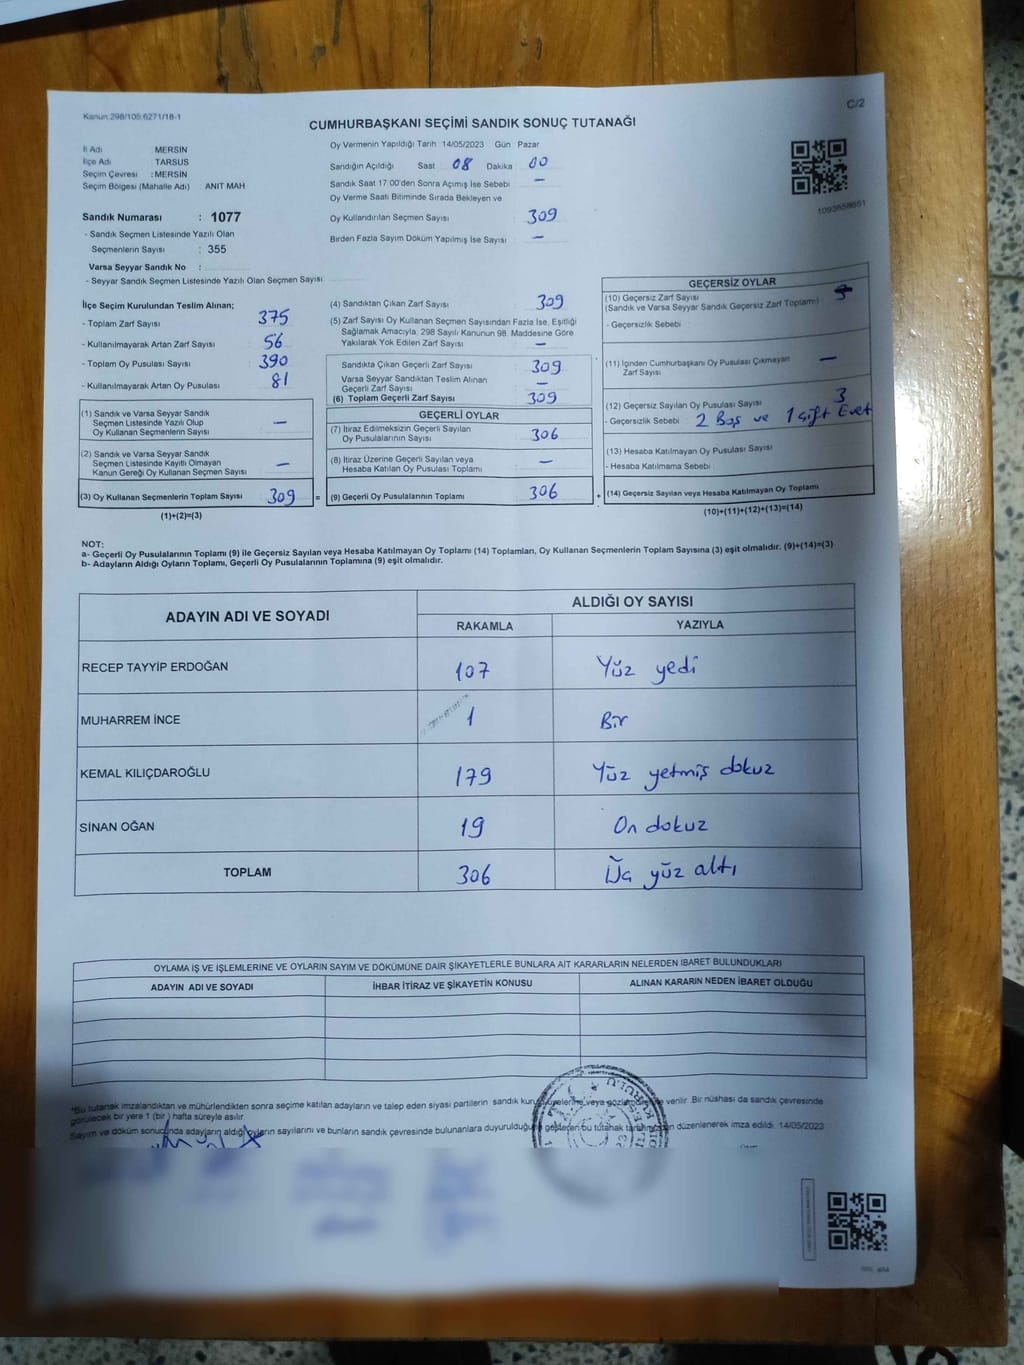 Kanun:298/105;6271/18-1
C/2
CUMHURBAŞKANI SEÇİMİ SANDIK SONUÇ TUTANAĞI
İl Adı MERSİN
İlçe Adı TARSUS
Seçim Çevresi : MERSİN
Seçim Bölgesi (Mahalle Adı) ANIT MAH
Sandık Numarası : 1077
- Sandık Seçmen Listesinde Yazılı Olan
Seçmenlerin Sayısı : 355
Varsa Seyyar Sandık No :
- Seyyar Sandık Seçmen Listesinde Yazılı Olan Seçmen Sayısı
Oy Vermenin Yapıldığı Tarih 14/05/2023 Gün Pazar
Sandığın Açıldığı Saat 08 Dakika 00
Sandık Saat 17:00'den Sonra Açımış İse Sebebi –
Oy Verme Saati Bitiminde Sırada Bekleyen ve
Oy Kullandırılan Seçmen Sayısı 309
Birden Fazla Sayım Döküm Yapılmış İse Sayısı –
1093658651
İlçe Seçim Kurulundan Teslim Alınan;
- Toplam Zarf Sayısı 375
- Kullanılmayarak Artan Zarf Sayısı 56
- Toplam Oy Pusulası Sayısı 390
- Kullanılmayarak Artan Oy Pusulası 81
(1) Sandık ve Varsa Seyyar Sandık
Seçmen Listesinde Yazılı Olup
Oy Kullanan Seçmenlerin Sayısı –
(2) Sandık ve Varsa Seyyar Sandık
Seçmen Listesinde Kayıtlı Olmayan
Kanun Gereği Oy Kullanan Seçmen Sayısı –
(3) Oy Kullanan Seçmenlerin Toplam Sayısı 309 =
(1)+(2)=(3)
(4) Sandıktan Çıkan Zarf Sayısı 309
(5) Zarf Sayısı Oy Kullanan Seçmen Sayısından Fazla İse, Eşitliği
Sağlamak Amacıyla, 298 Sayılı Kanunun 98. Maddesine Göre
Yakılarak Yok Edilen Zarf Sayısı –
Sandıkta Çıkan Geçerli Zarf Sayısı 309
Varsa Seyyar Sandıktan Teslim Alınan
Geçerli Zarf Sayısı –
(6) Toplam Geçerli Zarf Sayısı 309
GEÇERLİ OYLAR
(7) İtiraz Edilmeksizin Geçerli Sayılan
Oy Pusulalarının Sayısı 306
(8) İtiraz Üzerine Geçerli Sayılan veya
Hesaba Katılan Oy Pusulası Toplamı –
(9) Geçerli Oy Pusulalarının Toplamı 306 +
GEÇERSİZ OYLAR
(10) Geçersiz Zarf Sayısı
(Sandık ve Varsa Seyyar Sandık Geçersiz Zarf Toplamı)
- Geçersizlik Sebebi
(11) İçinden Cumhurbaşkanı Oy Pusulası Çıkmayan
Zarf Sayısı –
(12) Geçersiz Sayılan Oy Pusulası Sayısı 3
- Geçersizlik Sebebi 2 Boş ve 1 çift Evet
(13) Hesaba Katılmayan Oy Pusulası Sayısı
- Hesaba Katılmama Sebebi
(14) Geçersiz Sayılan veya Hesaba Katılmayan Oy Toplamı
(10)+(11)+(12)+(13)=(14)
NOT:
a- Geçerli Oy Pusulalarının Toplamı (9) ile Geçersiz Sayılan veya Hesaba Katılmayan Oy Toplamı (14) Toplamları, Oy Kullanan Seçmenlerin Toplam Sayısına (3) eşit olmalıdır. (9)+(14)=(3)
b- Adayların Aldığı Oyların Toplamı, Geçerli Oy Pusulalarının Toplamına (9) eşit olmalıdır.
ADAYIN ADI VE SOYADI ALDIĞI OY SAYISI
RAKAMLA YAZIYLA
RECEP TAYYİP ERDOĞAN 107 Yüz yedi
MUHARREM İNCE 1 Bir
KEMAL KILIÇDAROĞLU 179 Yüz yetmiş dokuz
SİNAN OĞAN 19 On dokuz
TOPLAM 306 Üç yüz altı
OYLAMA İŞ VE İŞLEMLERİNE VE OYLARIN SAYIM VE DÖKÜMÜNE DAİR ŞİKAYETLERLE BUNLARA AİT KARARLARIN NELERDEN İBARET BULUNDUKLARI
ADAYIN ADI VE SOYADI İHBAR İTİRAZ VE ŞİKAYETİN KONUSU ALINAN KARARIN NEDEN İBARET OLDUĞU
*Bu tutanak imzalandıktan ve mühürlendikten sonra seçime katılan adayların ve talep eden siyasi partilerin sandık kurulu üyelerine veya gözlemcilerine verilir. Bir nüshası da sandık çevresinde
görülecek bir yere 1 (bir) hafta süreyle asılır.
Sayım ve döküm sonucunda adayların aldığı oyların sayılarını ve bunların sandık çevresinde bulunanlara duyurulduğunu gösteren bu tutanak tarafımızdan düzenlenerek imza edildi. 14/05/2023